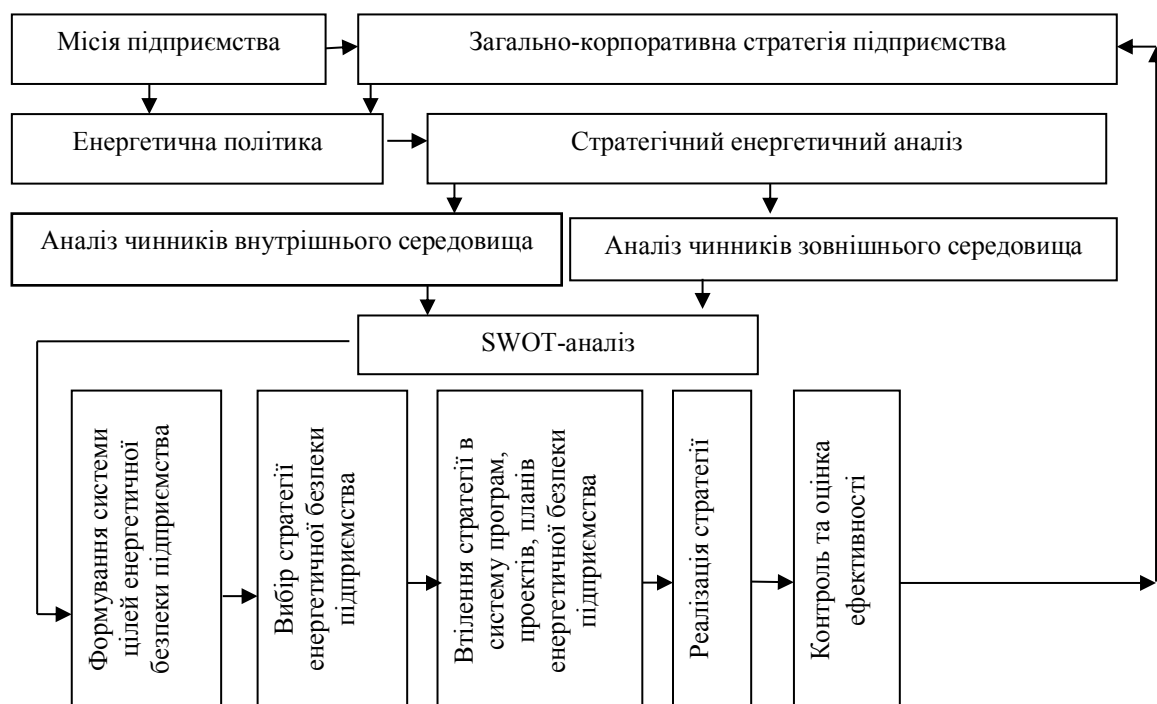 Місія підприємства
Загально-корпоративна стратегія підприємства
Енергетична політика
Стратегічний енергетичний аналіз
Аналіз чинників внутрішнього середовища
Аналіз чинників зовнішнього середовища
SWOT-аналіз
Формування системи
цілей енергетичної
безпеки підприємства
Вибір стратегії
енергетичної безпеки
підприємства
Втілення стратегії в
систему програм,
проектів, планів
енергетичної безпеки
підприємства
Реалізація стратегії
Контроль та оцінка
ефективності